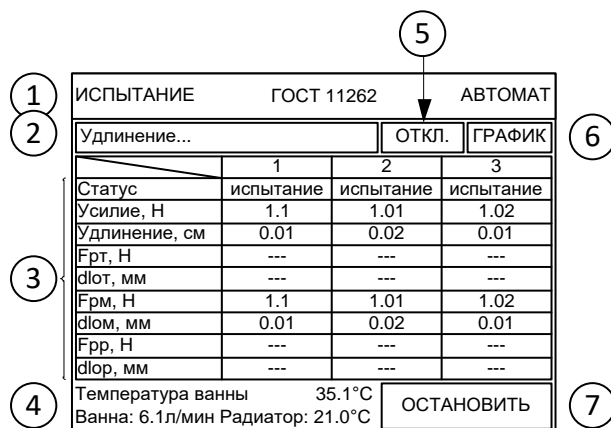 5
1 ИСПЫТАНИЕ ГОСТ 11262 АВТОМАТ
2 Удлинение... ОТКЛ. ГРАФИК 6
1 2 3
Статус испытание испытание испытание
Усилие, Н 1.1 1.01 1.02
Удлинение, см 0.01 0.02 0.01
Fрт, Н --- --- ---
dlот, мм --- --- ---
3
Fрм, Н 1.1 1.01 1.02
dlом, мм 0.01 0.02 0.01
Fрр, Н --- --- ---
dlор, мм --- --- ---
4 Температура ванны 35.1°C ОСТАНОВИТЬ 7
Ванна: 6.1л/мин Радиатор: 21.0°C